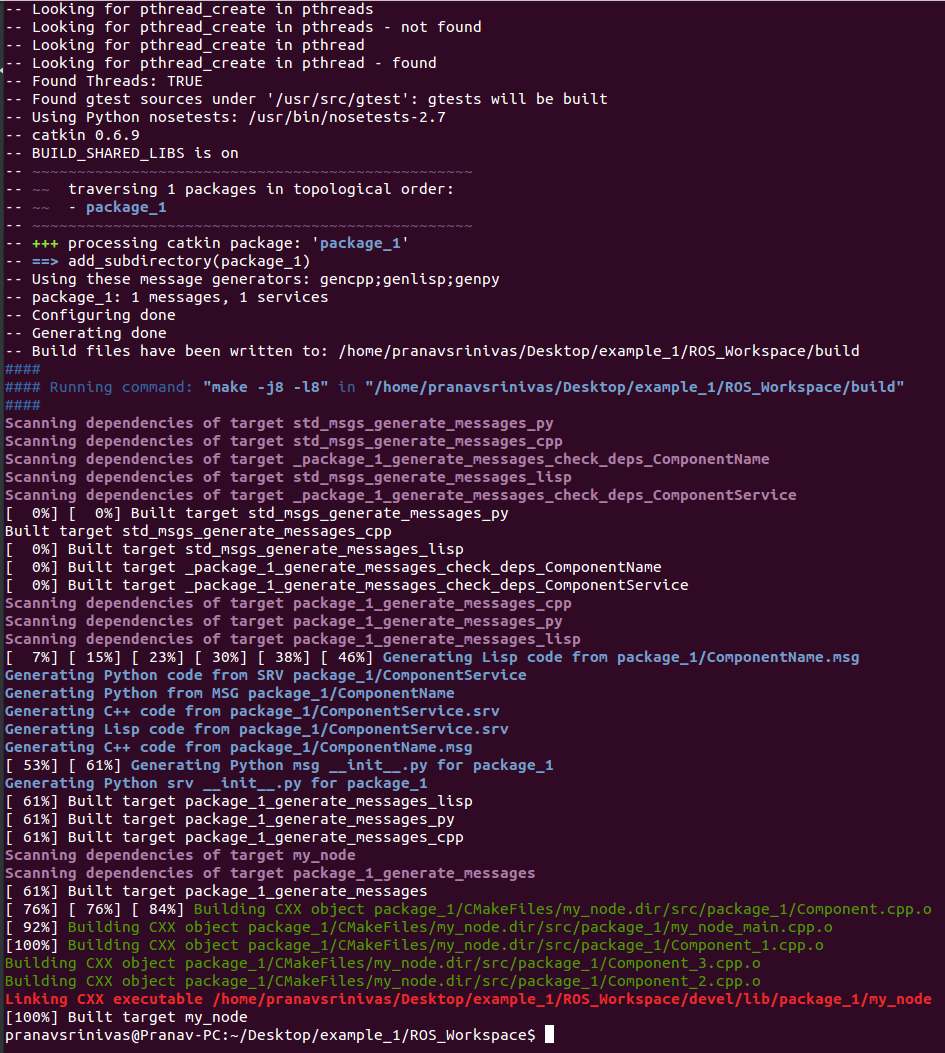 -- Looking for pthread_create in pthreads
-- Looking for pthread_create in pthreads - not found
-- Looking for pthread_create in pthread
-- Looking for pthread_create in pthread - found
-- Found Threads: TRUE
-- Found gtest sources under '/usr/src/gtest': gtests will be built
-- Using Python nosetests: /usr/bin/nosetests-2.7
-- catkin 0.6.9
-- BUILD_SHARED_LIBS is on
-- ~~~~~~~~~~~~~~~~~~~~~~~~~~~~~~~~~~~~~~~~~~~~~~~~~
-- ~~  traversing 1 packages in topological order:
-- ~~  - package_1
-- ~~~~~~~~~~~~~~~~~~~~~~~~~~~~~~~~~~~~~~~~~~~~~~~~~
-- +++ processing catkin package: 'package_1'
-- ==> add_subdirectory(package_1)
-- Using these message generators: gencpp;genlisp;genpy
-- package_1: 1 messages, 1 services
-- Configuring done
-- Generating done
-- Build files have been written to: /home/pranavsrinivas/Desktop/example_1/ROS_Workspace/build
####
#### Running command: "make -j8 -l8" in "/home/pranavsrinivas/Desktop/example_1/ROS_Workspace/build"
####
Scanning dependencies of target std_msgs_generate_messages_py
Scanning dependencies of target std_msgs_generate_messages_cpp
Scanning dependencies of target _package_1_generate_messages_check_deps_ComponentName
Scanning dependencies of target std_msgs_generate_messages_lisp
Scanning dependencies of target _package_1_generate_messages_check_deps_ComponentService
[  0%] [  0%] Built target std_msgs_generate_messages_py
Built target std_msgs_generate_messages_cpp
[  0%] Built target std_msgs_generate_messages_lisp
[  0%] Built target _package_1_generate_messages_check_deps_ComponentName
[  0%] Built target _package_1_generate_messages_check_deps_ComponentService
Scanning dependencies of target package_1_generate_messages_cpp
Scanning dependencies of target package_1_generate_messages_py
Scanning dependencies of target package_1_generate_messages_lisp
[  7%] [ 15%] [ 23%] [ 30%] [ 38%] [ 46%] Generating Lisp code from package_1/ComponentName.msg
Generating Python code from SRV package_1/ComponentService
Generating Python from MSG package_1/ComponentName
Generating C++ code from package_1/ComponentService.srv
Generating Lisp code from package_1/ComponentService.srv
Generating C++ code from package_1/ComponentName.msg
[ 53%] [ 61%] Generating Python msg __init__.py for package_1
Generating Python srv __init__.py for package_1
[ 61%] Built target package_1_generate_messages_lisp
[ 61%] Built target package_1_generate_messages_py
[ 61%] Built target package_1_generate_messages_cpp
Scanning dependencies of target my_node
Scanning dependencies of target package_1_generate_messages
[ 61%] Built target package_1_generate_messages
[ 76%] [ 76%] [ 84%] Building CXX object package_1/CMakeFiles/my_node.dir/src/package_1/Component.cpp.o
[ 92%] Building CXX object package_1/CMakeFiles/my_node.dir/src/package_1/my_node_main.cpp.o
[100%] Building CXX object package_1/CMakeFiles/my_node.dir/src/package_1/Component_1.cpp.o
Building CXX object package_1/CMakeFiles/my_node.dir/src/package_1/Component_3.cpp.o
Building CXX object package_1/CMakeFiles/my_node.dir/src/package_1/Component_2.cpp.o
Linking CXX executable /home/pranavsrinivas/Desktop/example_1/ROS_Workspace/devel/lib/package_1/my_node
[100%] Built target my_node
pranavsrinivas@Pranav-PC:~/Desktop/example_1/ROS_Workspace$